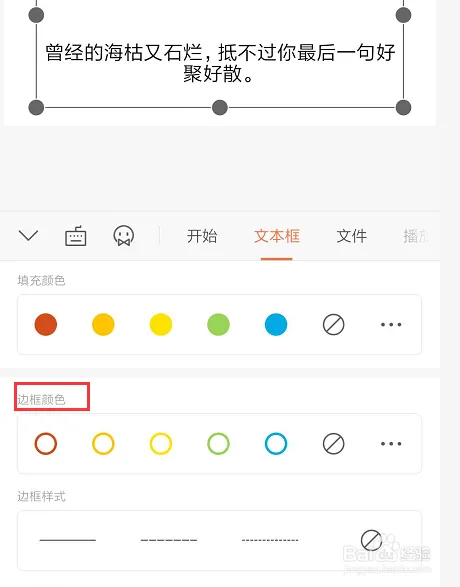 曾经的海枯又石烂，抵不过你最后一句好
聚好散。
开始 文本框 文件 播放
填充颜色
边框颜色
边框样式
Baidu 经验
jingyan.baidu.com